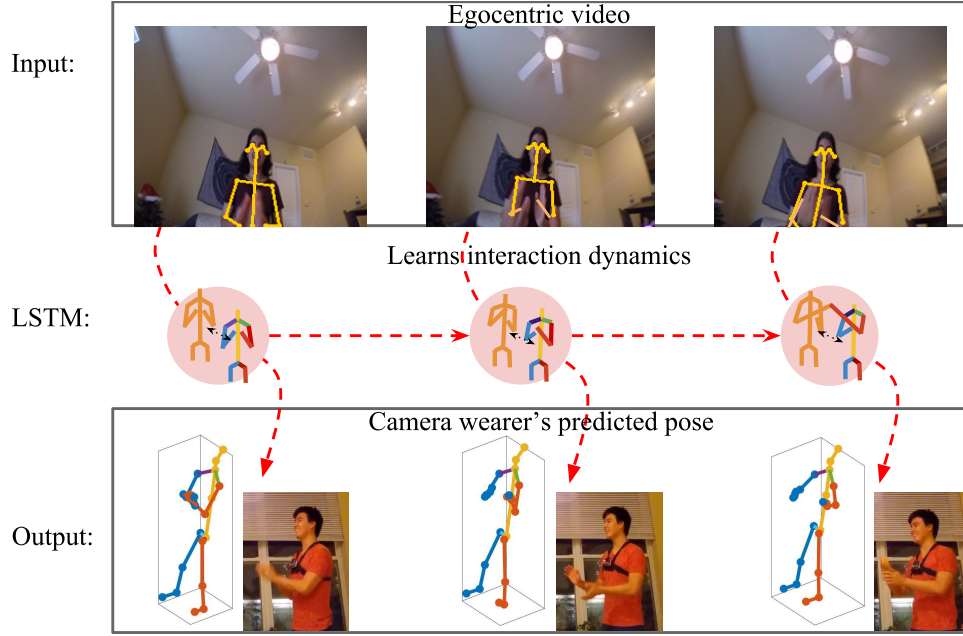 Egocentric video
Input:
Learns interaction dynamics
LSTM:
Camera wearer's predicted pose
Output: